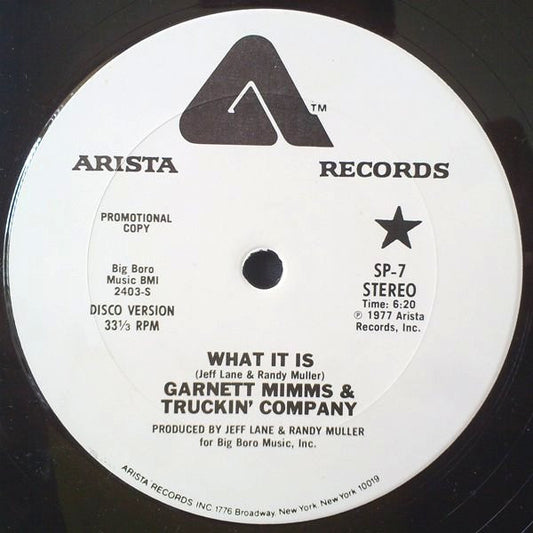 TM
ARISTA RECORDS
PROMOTIONAL
COPY
Big Boro
Music BMI
2403-S
DISCO VERSION
33⅓ RPM
SP-7
STEREO
Time: 6:20
℗ 1977 Arista
Records, Inc.
WHAT IT IS
(Jeff Lane & Randy Muller)
GARNETT MIMMS &
TRUCKIN' COMPANY
PRODUCED BY JEFF LANE & RANDY MULLER
for Big Boro Music, Inc.
ARISTA RECORDS INC 1776 Broadway, New York, New York 10019